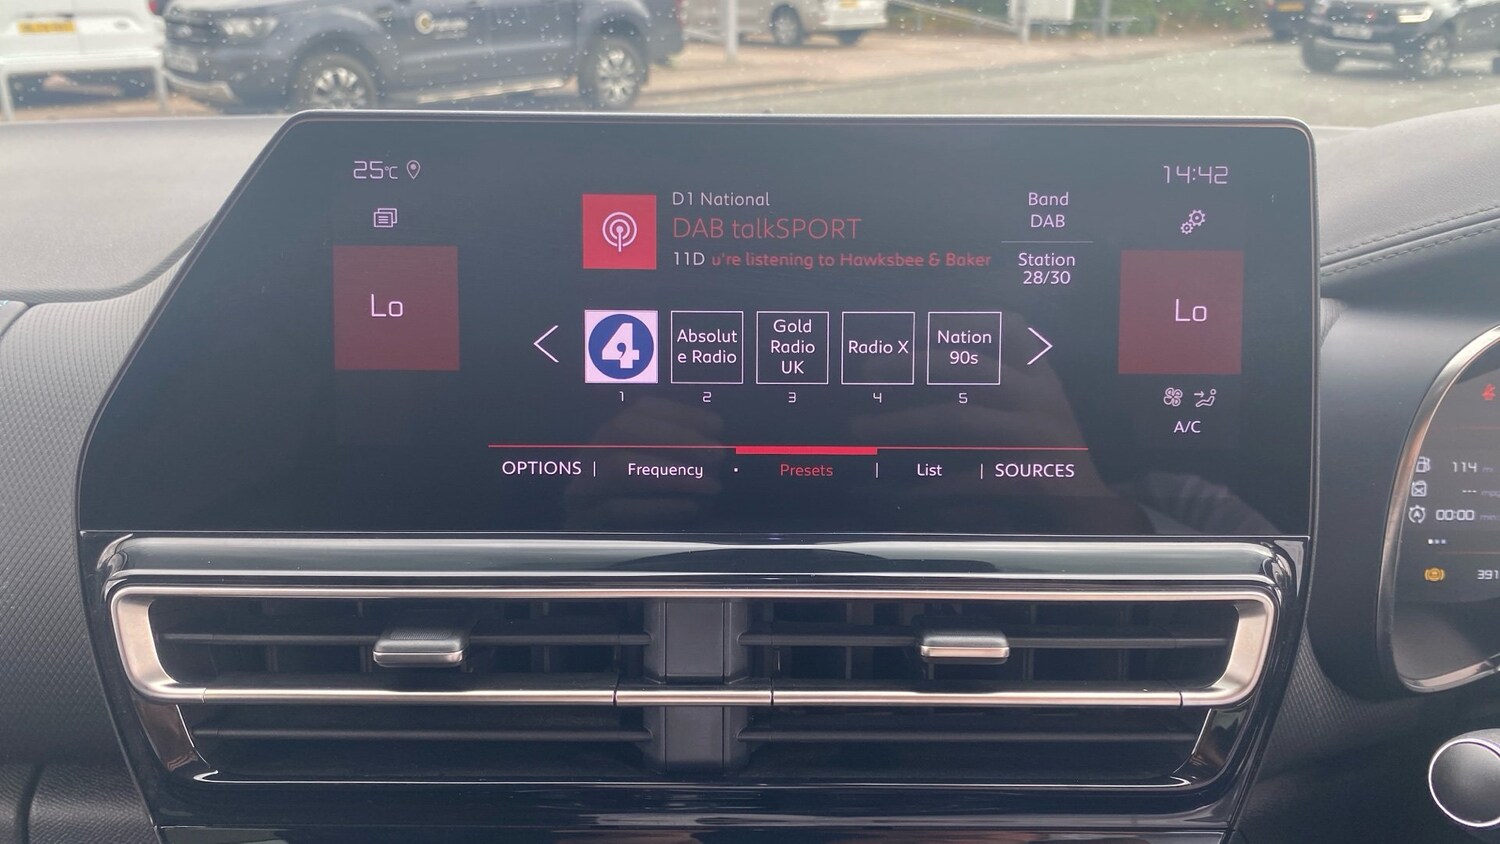 25°C
14:42
D1 National
DAB talkSPORT
11D u're listening to Hawksbee & Baker
Band
DAB
Station
28/30
Lo
Lo
4
Absolut
e Radio
Gold
Radio
UK
Radio X
Nation
90s
1
2
3
4
5
A/C
OPTIONS | Frequency • Presets | List | SOURCES
114
---
00:00
391